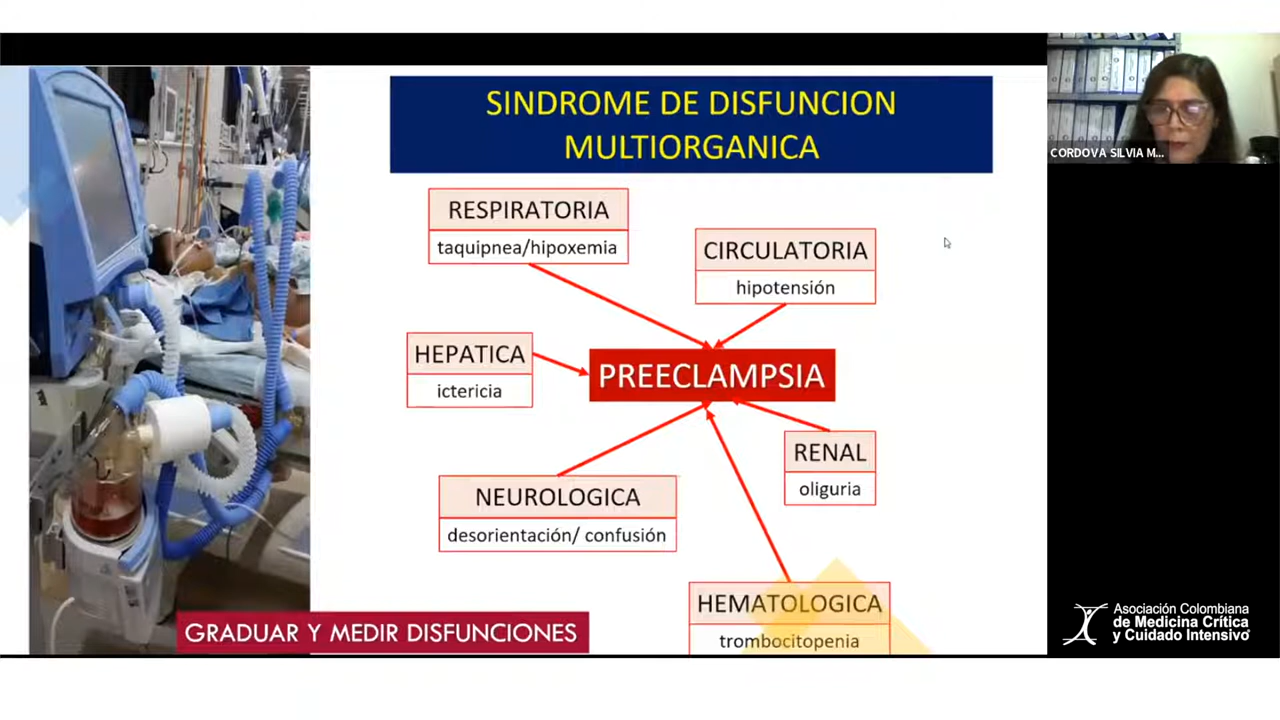 SINDROME DE DISFUNCION
MULTIORGANICA
RESPIRATORIA
taquipnea/hipoxemia
CIRCULATORIA
hipotensión
HEPATICA
ictericia
PREECLAMPSIA
RENAL
oliguria
NEUROLOGICA
desorientación/ confusión
HEMATOLOGICA
trombocitopenia
GRADUAR Y MEDIR DISFUNCIONES
CORDOVA SILVIA M...
Asociación Colombiana
de Medicina Crítica
y Cuidado Intensivo